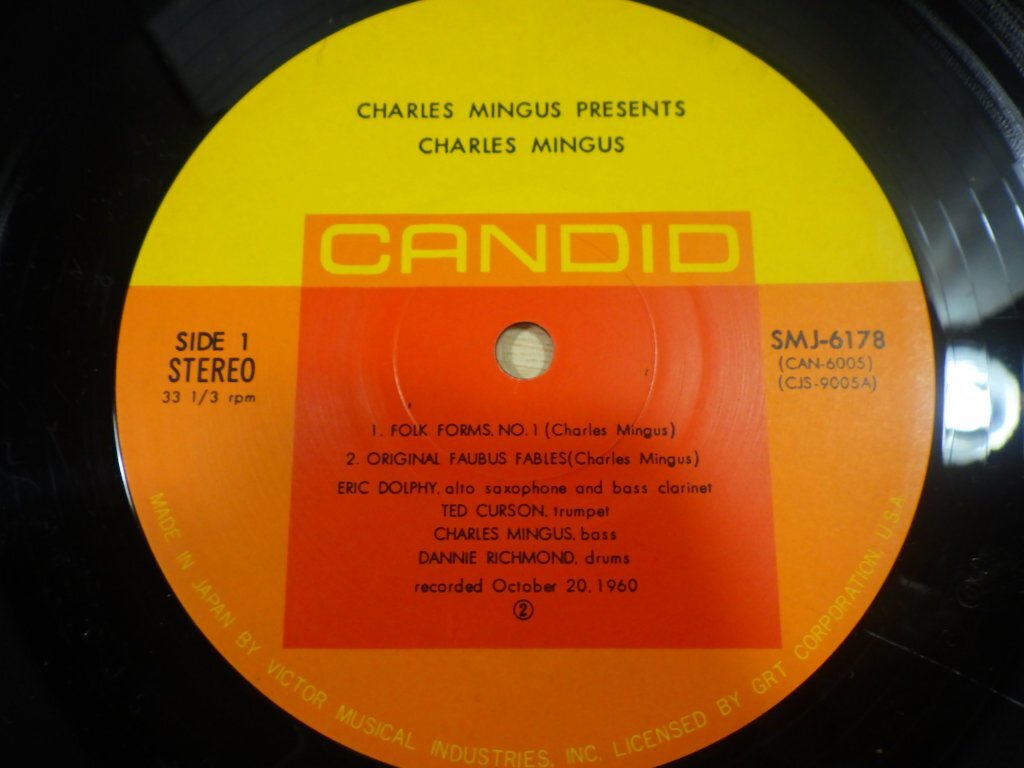 CHARLES MINGUS PRESENTS
CHARLES MINGUS
CANDID
SIDE 1
STEREO
33 1/3 rpm
SMJ-6178
(CAN-6005)
(CJS-9005A)
1. FOLK FORMS, NO. 1 (Charles Mingus)
2. ORIGINAL FAUBUS FABLES(Charles Mingus)
ERIC DOLPHY, alto saxophone and bass clarinet
TED CURSON, trumpet
CHARLES MINGUS, bass
DANNIE RICHMOND, drums
recorded October 20, 1960
②
MADE IN JAPAN BY VICTOR MUSICAL INDUSTRIES, INC. LICENSED BY GRT CORPORATION, U.S.A